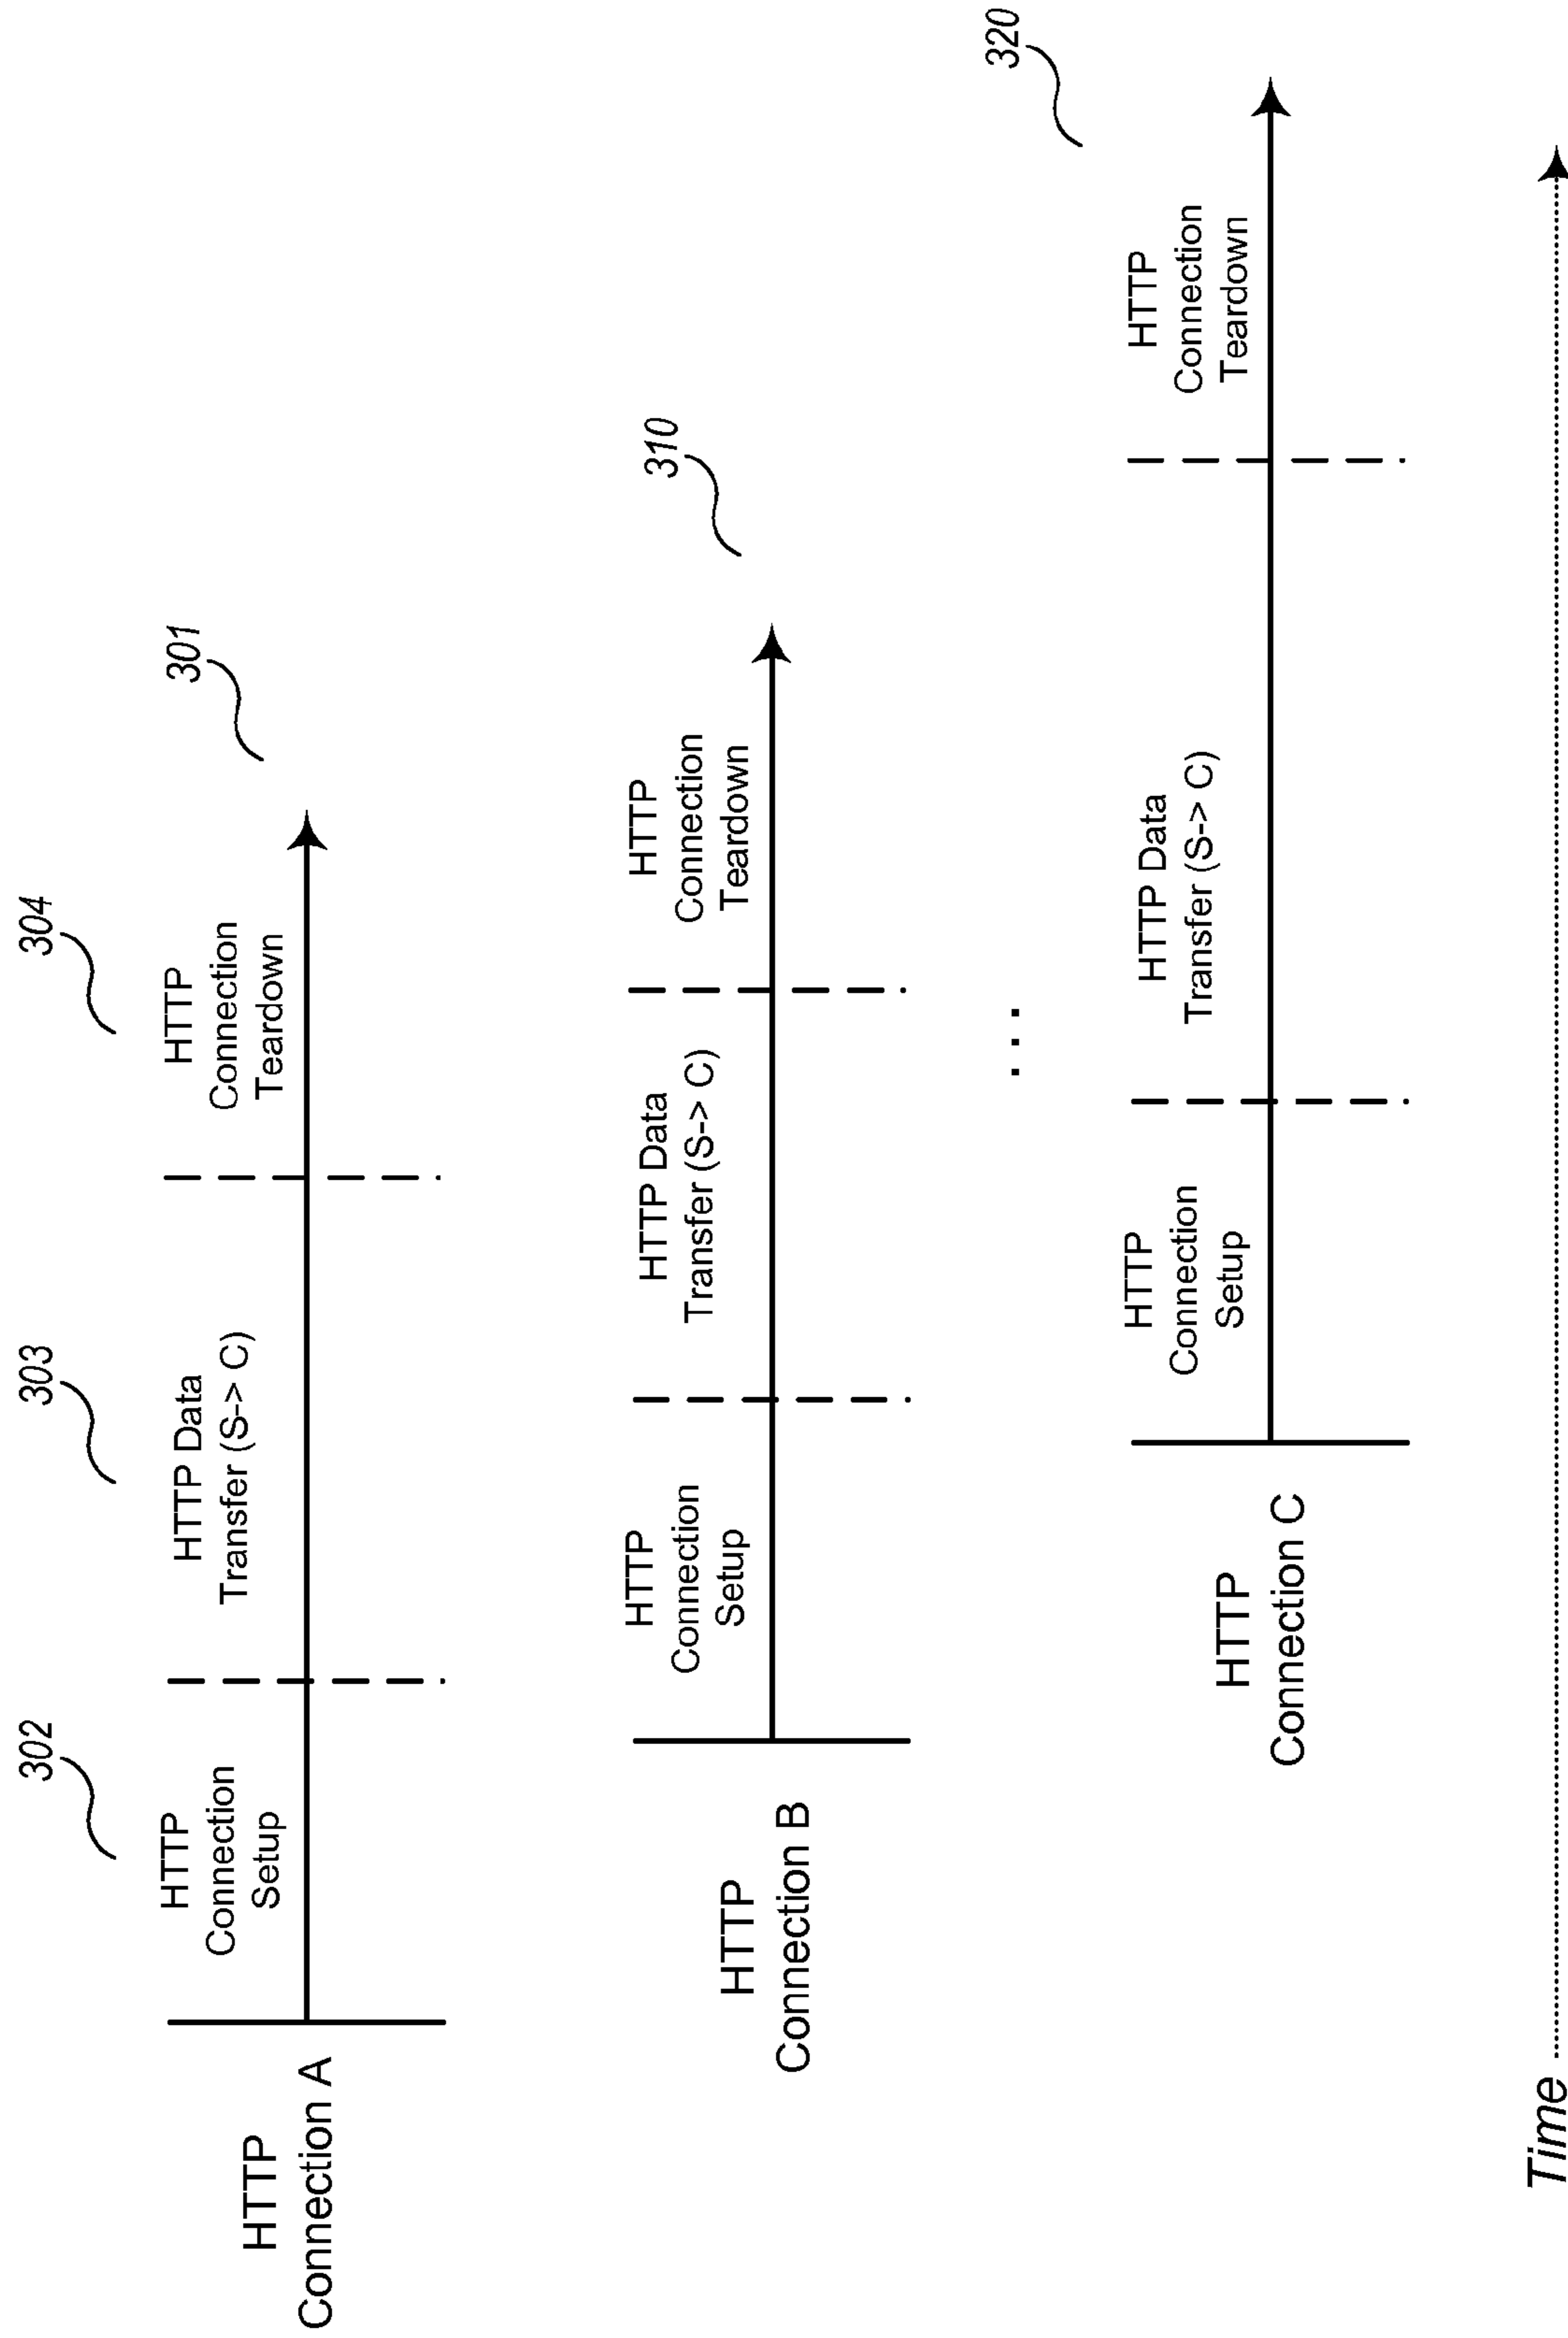 302
303
304
301
HTTP
Connection A
HTTP
Connection
Setup
HTTP Data
Transfer (S-> C)
HTTP
Connection
Teardown
310
HTTP
Connection B
HTTP
Connection
Setup
HTTP Data
Transfer (S-> C)
HTTP
Connection
Teardown
...
320
HTTP
Connection C
HTTP
Connection
Setup
HTTP Data
Transfer (S-> C)
HTTP
Connection
Teardown
Time